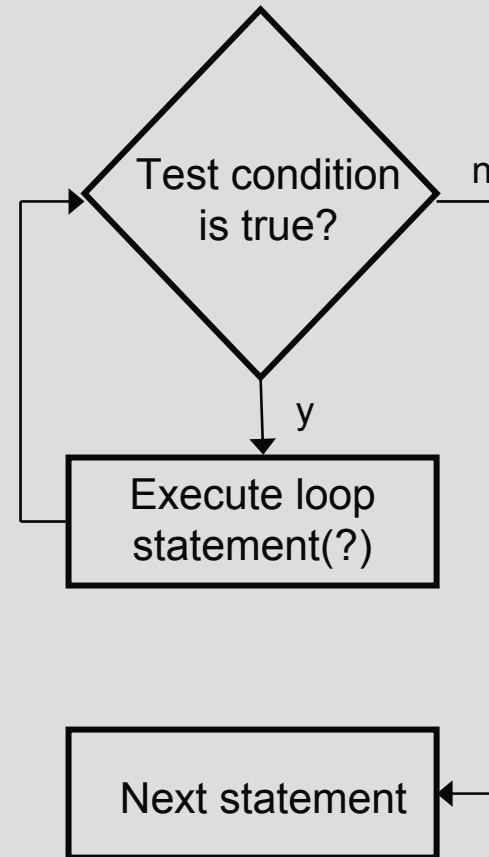 Test condition
is true?
n
y
Execute loop
statement(?)
Next statement